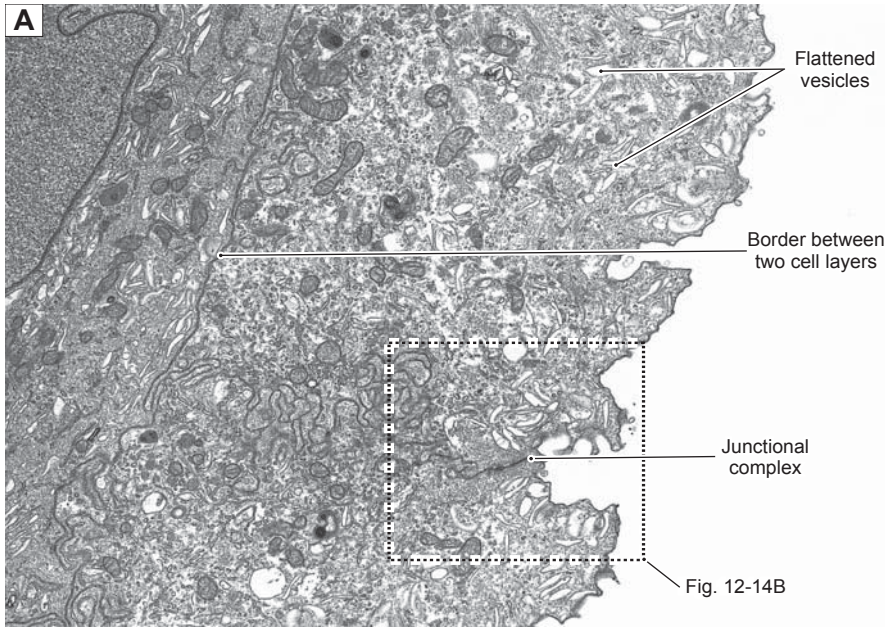 A
Flattened
vesicles
Border between
two cell layers
Junctional
complex
Fig. 12-14B